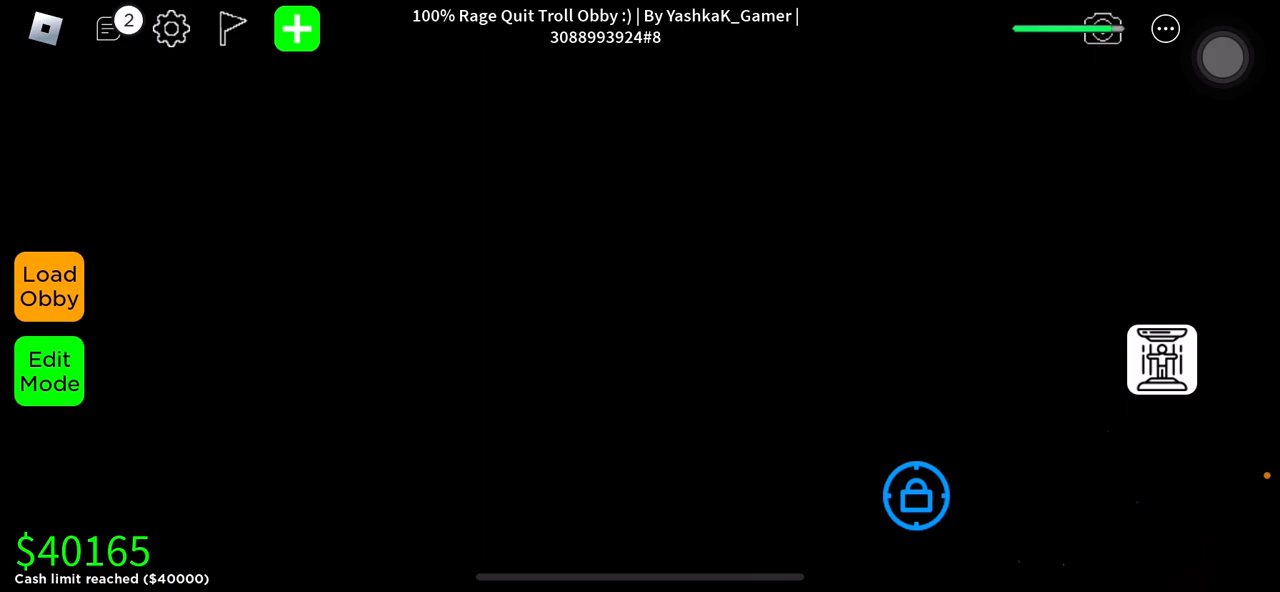 2
100% Rage Quit Troll Obby :) | By YashkaK_Gamer |
3088993924#8
Load
Obby
Edit
Mode
$40165
Cash limit reached ($40000)